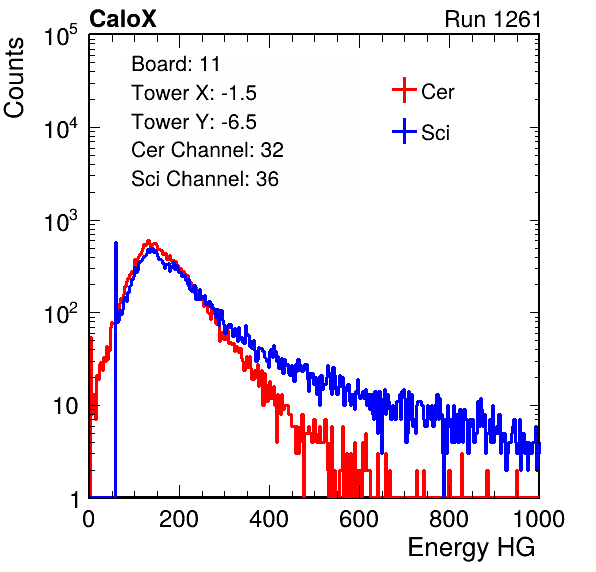 CaloX Run 1261
Counts
10^5
10^4
10^3
10^2
10
1
Board: 11
Tower X: -1.5
Tower Y: -6.5
Cer Channel: 32
Sci Channel: 36
Cer
Sci
0 200 400 600 800 1000
Energy HG